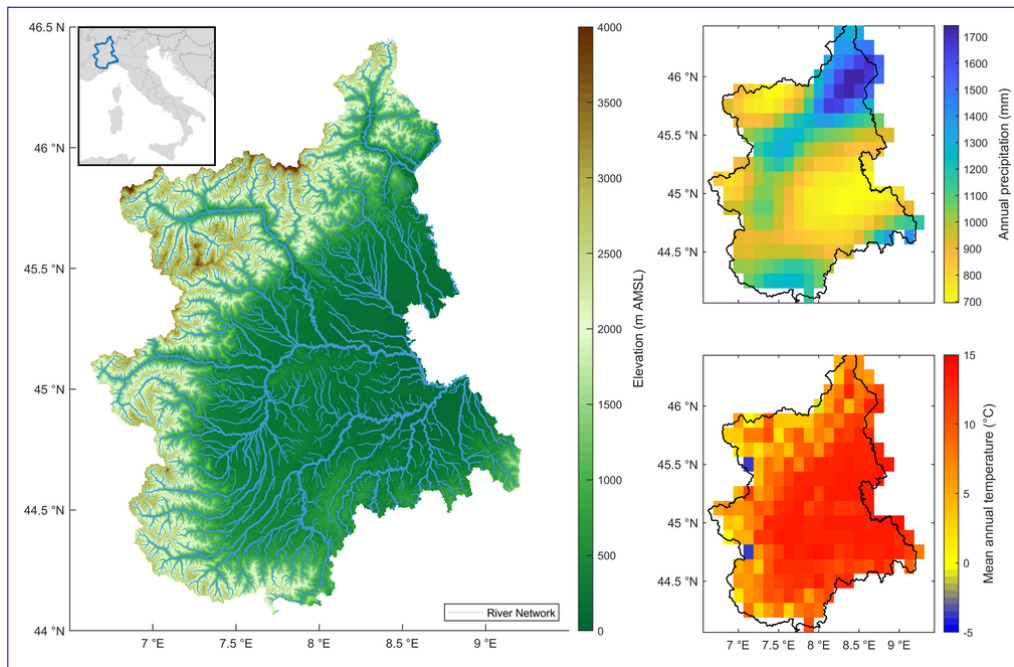 46.5 N
46 N
45.5 N
45 N
44.5 N
44 N
7 °E
7.5 °E
8 °E
8.5 °E
9 °E
River Network
4000
3500
3000
2500
2000
1500
1000
500
0
Elevation (m AMSL)
46 °N
45.5 °N
45 °N
44.5 °N
1700
1600
1500
1400
1300
1200
1100
1000
900
800
700
Annual precipitation (mm)
46 °N
45.5 °N
45 °N
44.5 °N
7 °E
7.5 °E
8 °E
8.5 °E
9 °E
15
10
5
0
-5
Mean annual temperature (°C)